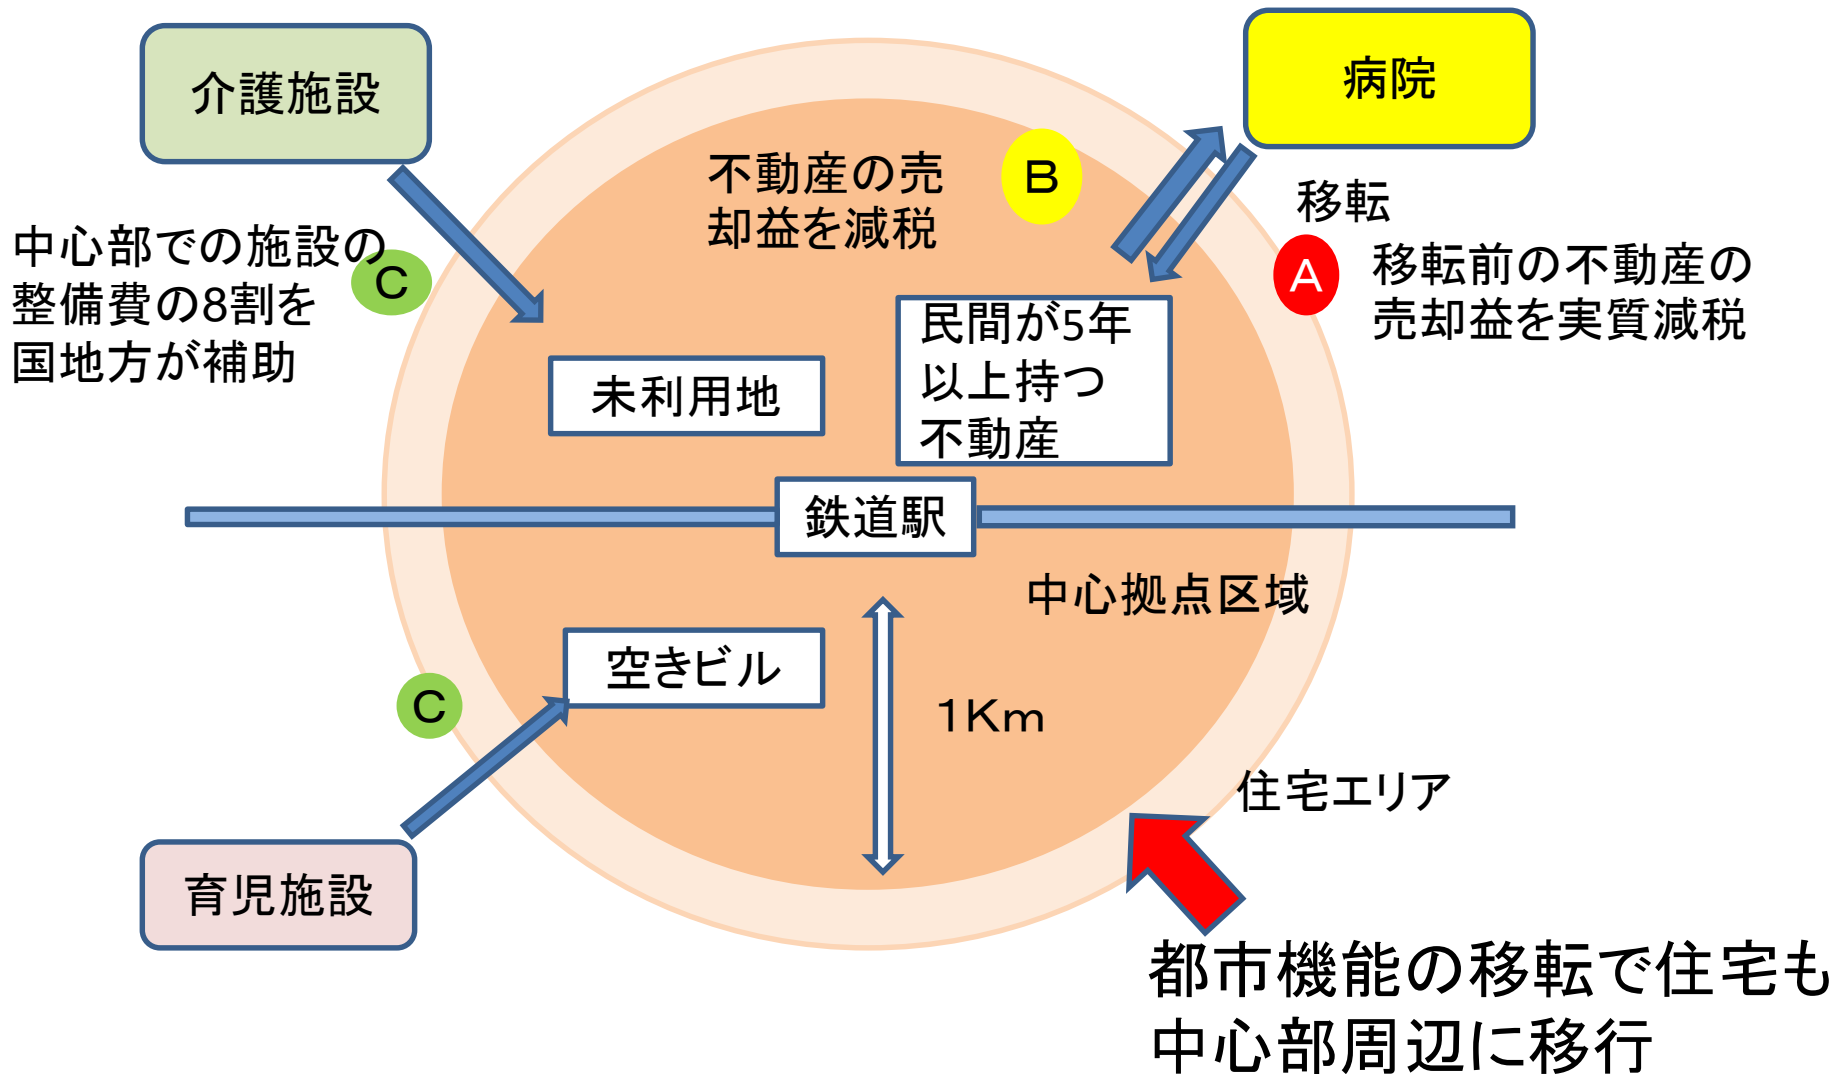 介護施設
病院
不動産の売
却益を減税
B
移転
中心部での施設の
整備費の8割を
国地方が補助
C
A
移転前の不動産の
売却益を実質減税
民間が5年
以上持つ
不動産
未利用地
鉄道駅
中心拠点区域
空きビル
C
1Km
住宅エリア
育児施設
都市機能の移転で住宅も
中心部周辺に移行